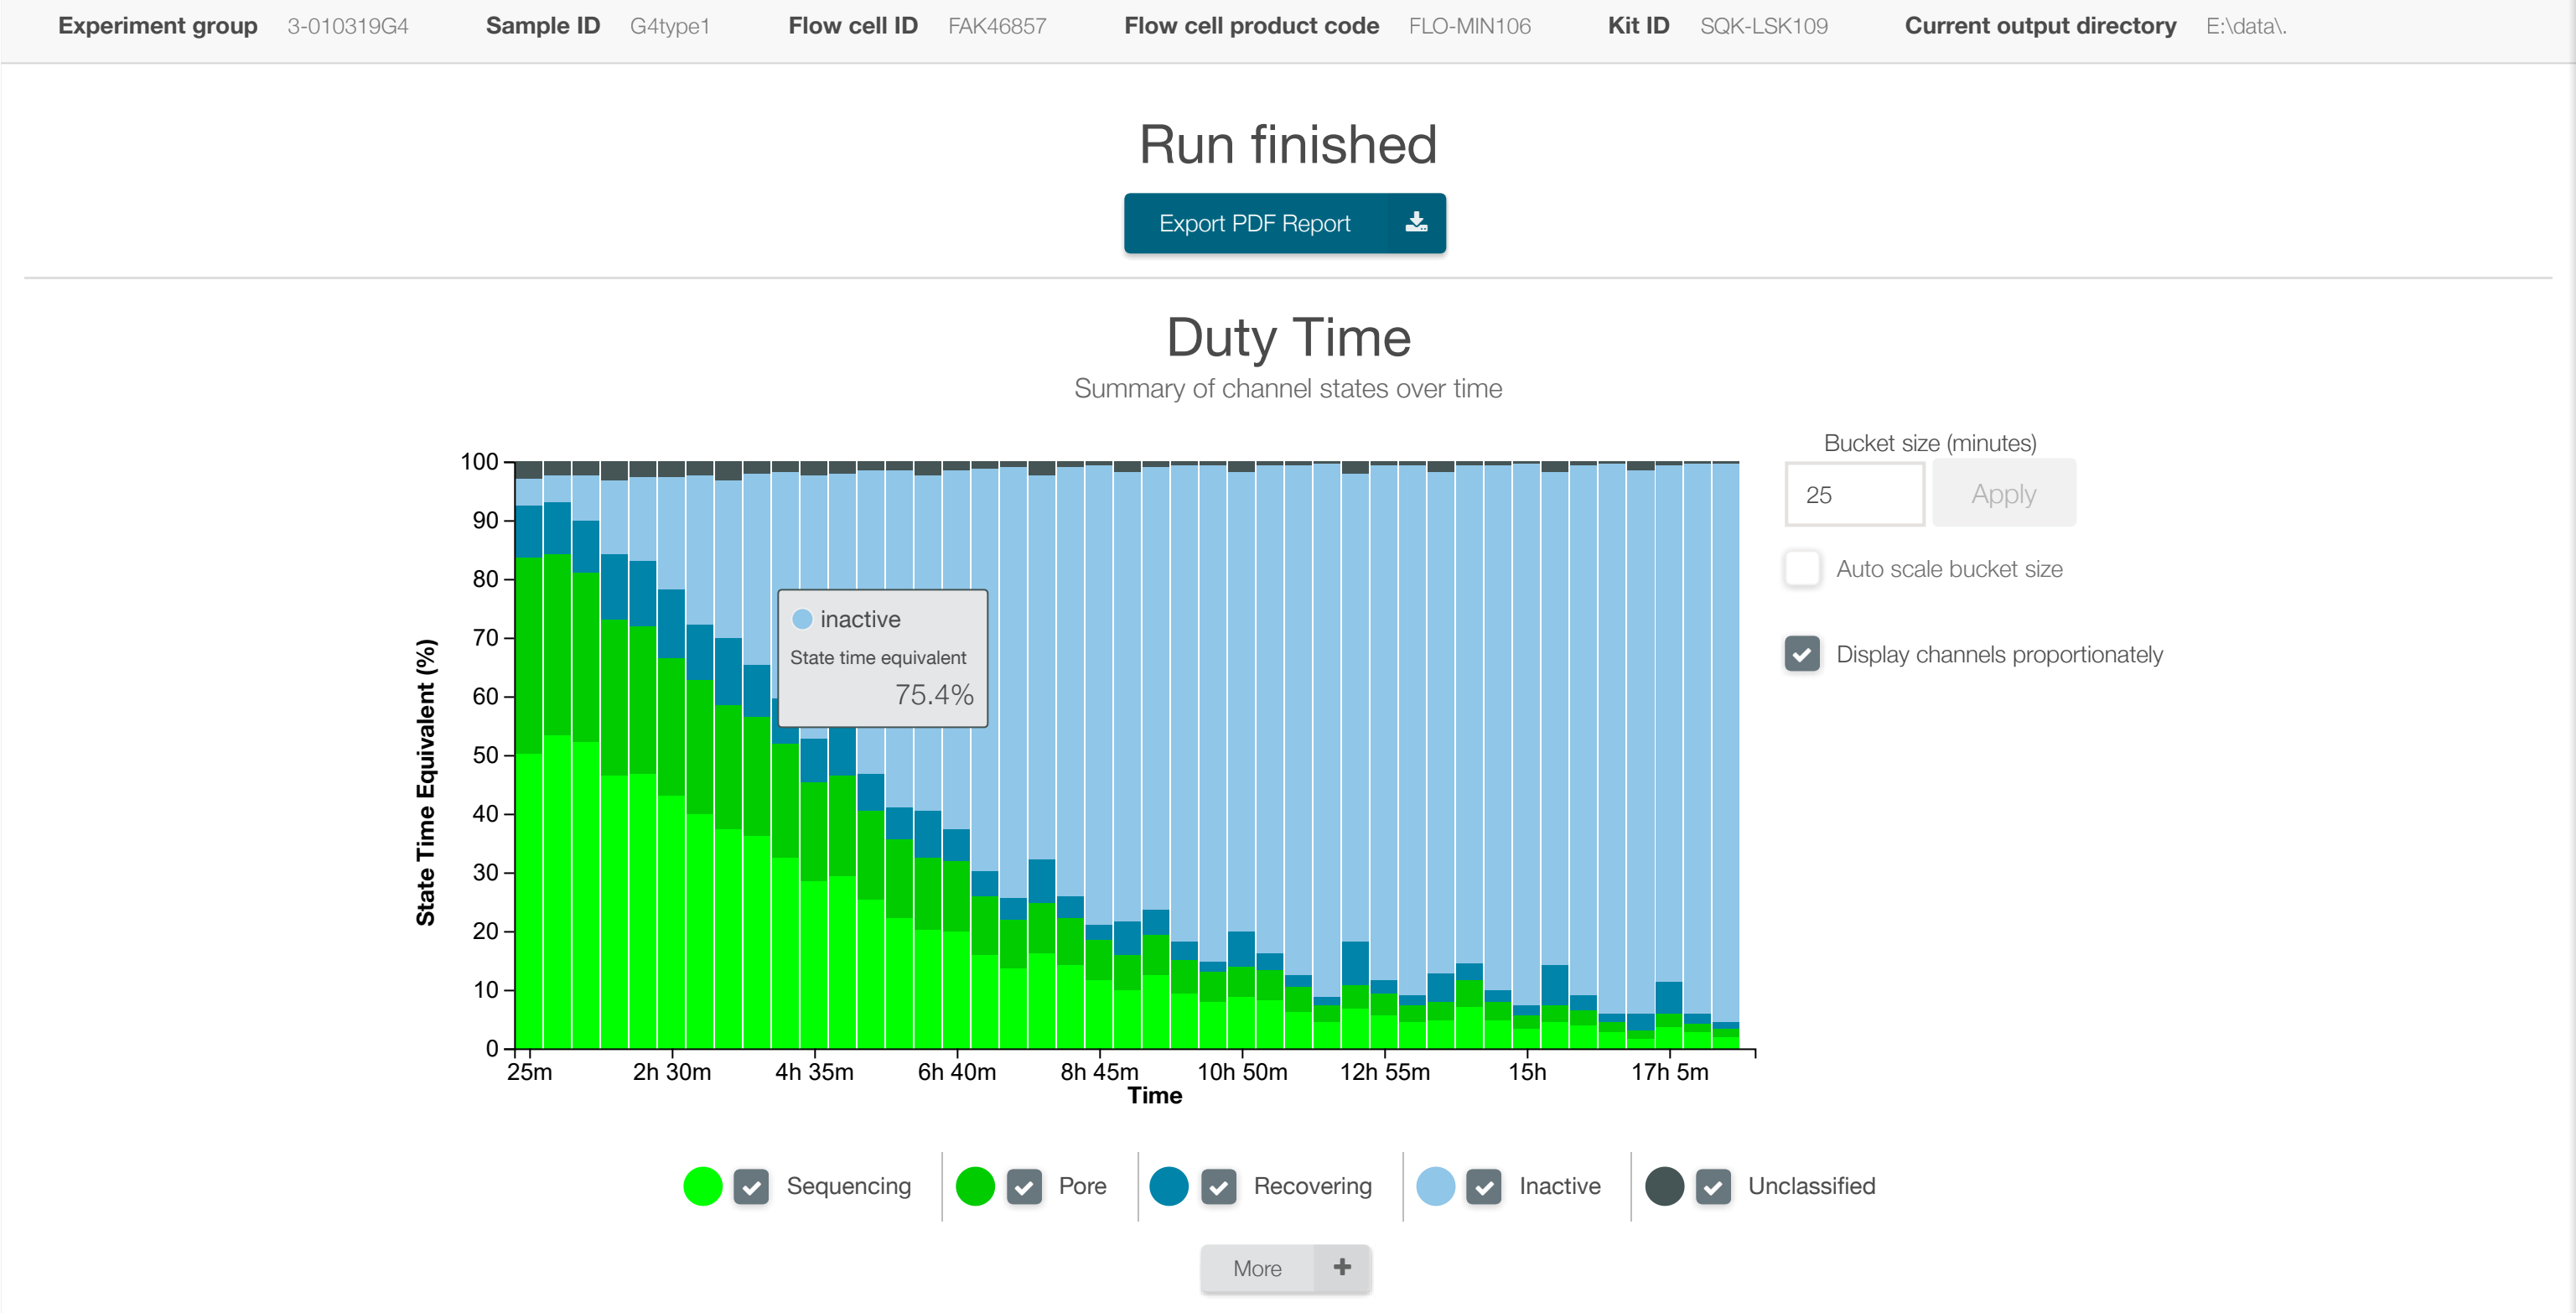 Experiment group 3-010319G4 Sample ID G4type1 Flow cell ID FAK46857 Flow cell product code FLO-MIN106 Kit ID SQK-LSK109 Current output directory E:\data\.
Run finished
Export PDF Report
Duty Time
Summary of channel states over time
Bucket size (minutes)
25 Apply
Auto scale bucket size
Display channels proportionately
State Time Equivalent (%)
100
90
80
70
60
50
40
30
20
10
0
inactive
State time equivalent
75.4%
25m 2h 30m 4h 35m 6h 40m 8h 45m 10h 50m 12h 55m 15h 17h 5m
Time
Sequencing Pore Recovering Inactive Unclassified
More +